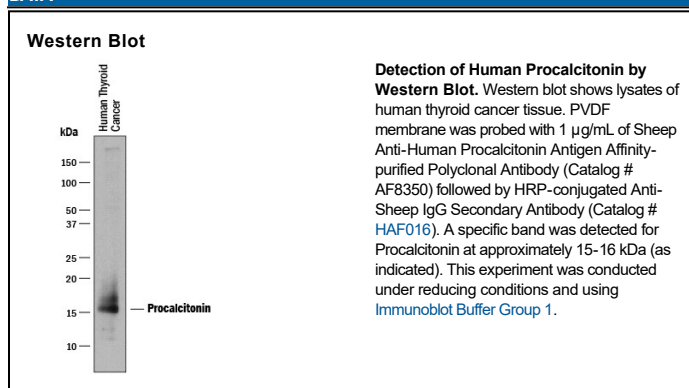 Western Blot
Human Thyroid
Cancer
kDa
150
100
50
37
25
20
15
10
Procalcitonin
Detection of Human Procalcitonin by
Western Blot. Western blot shows lysates of
human thyroid cancer tissue. PVDF
membrane was probed with 1 µg/mL of Sheep
Anti-Human Procalcitonin Antigen Affinity-
purified Polyclonal Antibody (Catalog #
AF8350) followed by HRP-conjugated Anti-
Sheep IgG Secondary Antibody (Catalog #
HAF016). A specific band was detected for
Procalcitonin at approximately 15-16 kDa (as
indicated). This experiment was conducted
under reducing conditions and using
Immunoblot Buffer Group 1.